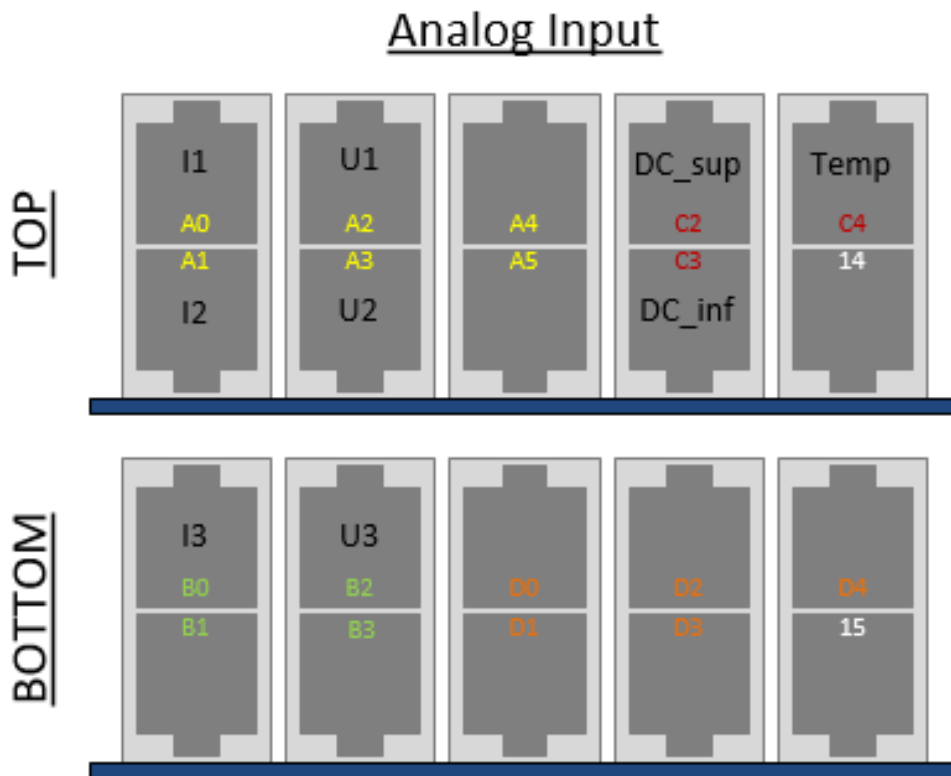 Analog Input
TOP
I1 U1 DC_sup Temp
A0 A2 A4 C2 C4
A1 A3 A5 C3 14
I2 U2 DC_inf
BOTTOM
I3 U3
B0 B2 D0 D2 D4
B1 B3 D1 D3 15